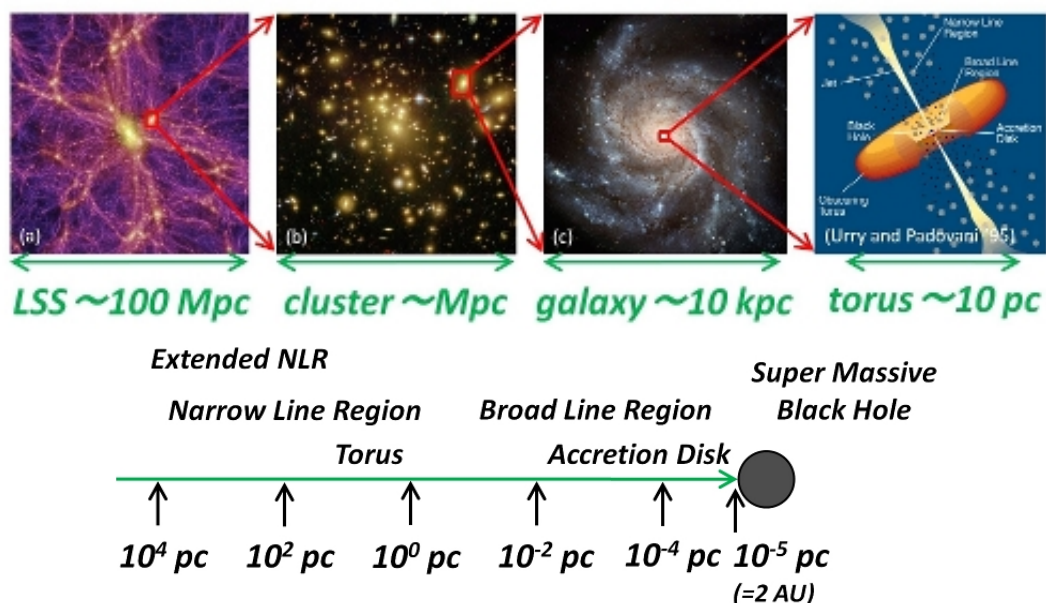 (a)
(b)
(c)
Narrow Line
Region
Broad Line
Region
Jet
Black
Hole
Accretion
Disk
Obscuring
Torus
(Urry and Padovani '95)
LSS ~100 Mpc
cluster ~Mpc
galaxy ~10 kpc
torus ~10 pc
Extended NLR
Super Massive
Black Hole
Narrow Line Region
Broad Line Region
Torus
Accretion Disk
10⁴ pc
10² pc
10⁰ pc
10⁻² pc
10⁻⁴ pc
10⁻⁵ pc
(=2 AU)